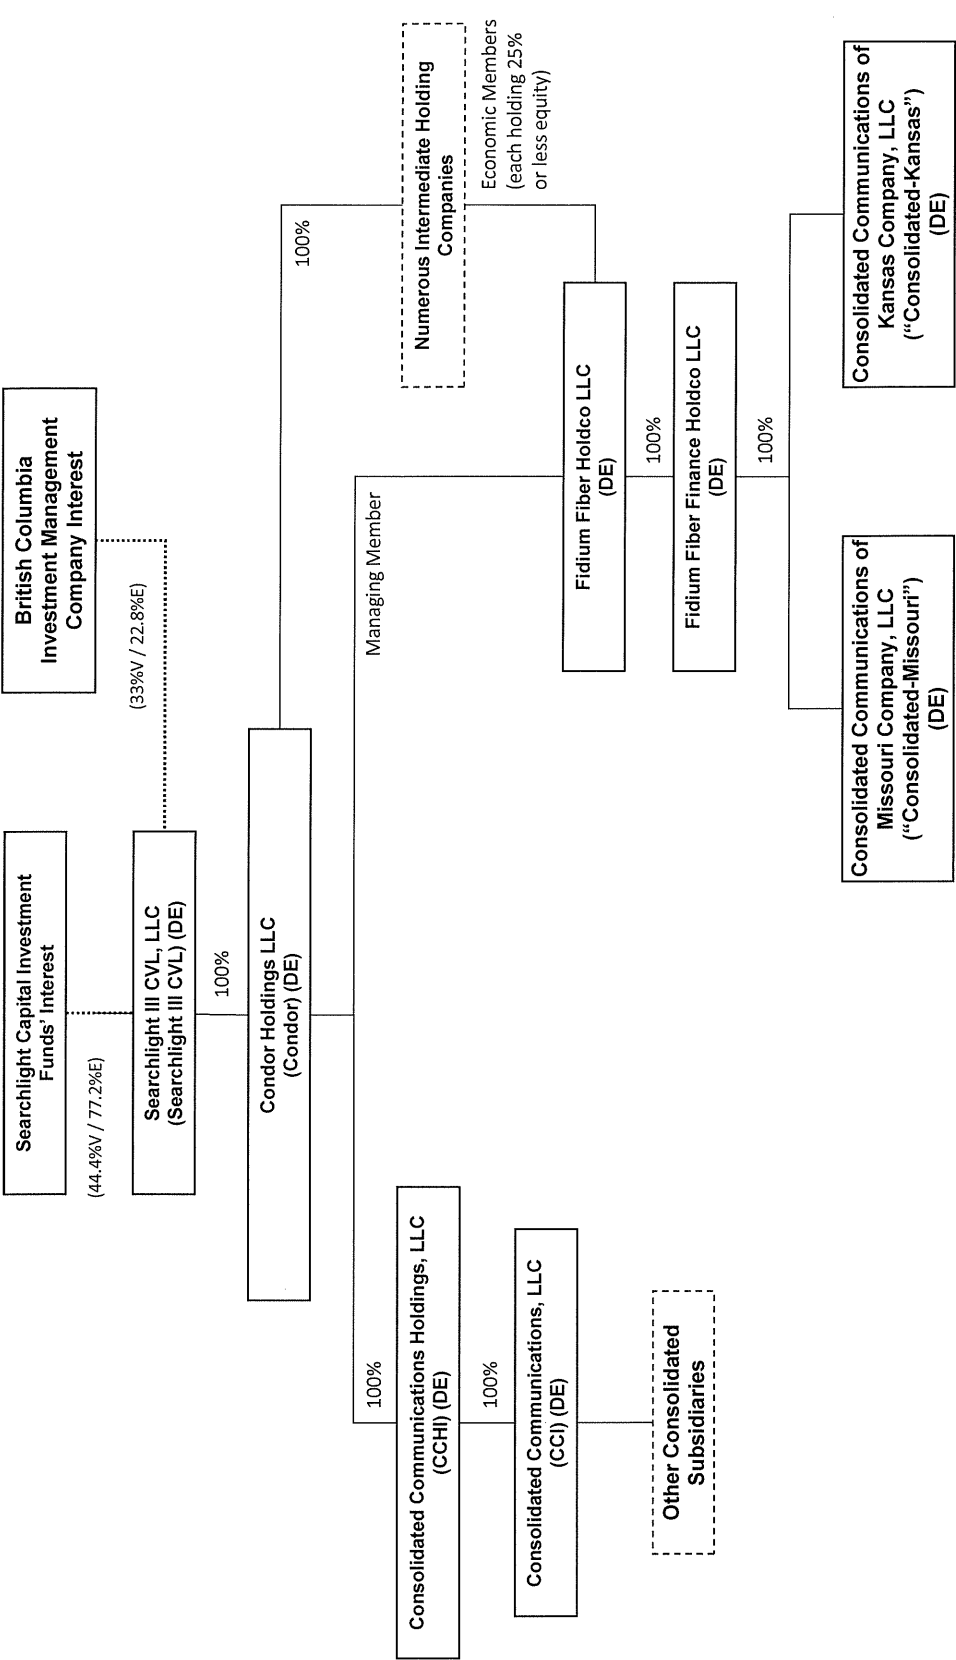 Searchlight Capital Investment
Funds' Interest
British Columbia
Investment Management
Company Interest
(44.4%V / 77.2%E)
(33%V / 22.8%E)
Searchlight III CVL, LLC
(Searchlight III CVL) (DE)
100%
Condor Holdings LLC
(Condor) (DE)
100%
Managing Member
100%
Consolidated Communications Holdings, LLC
(CCHI) (DE)
Numerous Intermediate Holding
Companies
Economic Members
(each holding 25%
or less equity)
100%
Consolidated Communications, LLC
(CCI) (DE)
Fidium Fiber Holdco LLC
(DE)
100%
Other Consolidated
Subsidiaries
Fidium Fiber Finance Holdco LLC
(DE)
100%
Consolidated Communications of
Missouri Company, LLC
(“Consolidated-Missouri”)
(DE)
Consolidated Communications of
Kansas Company, LLC
(“Consolidated-Kansas”)
(DE)